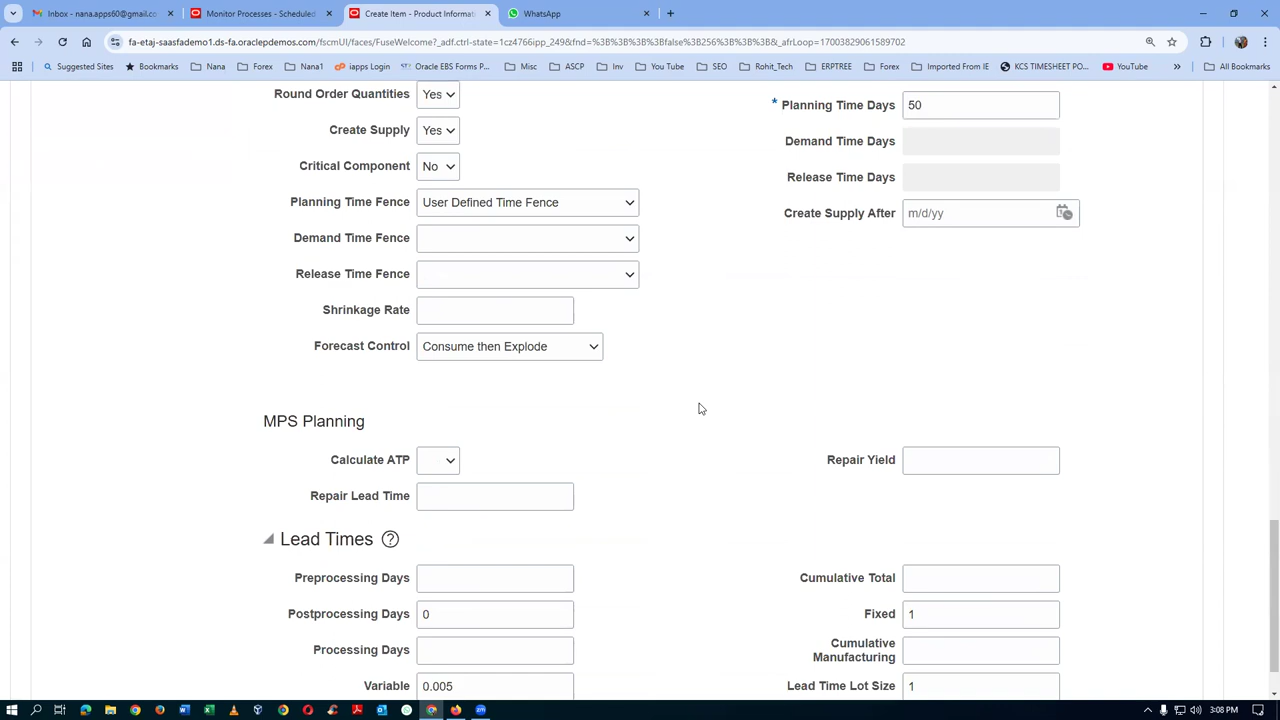 Inbox - nana.apps60@gmail.co
Monitor Processes - Scheduled
Create Item - Product Informat
WhatsApp
fa-etaj-saasfademo1.ds-fa.oraclepdemos.com/fscmUI/faces/FuseWelcome?_adf.ctrl-state=1cz4766ipp_249&fnd=%3B%3B%3B%3Bfalse%3B256%3B%3B%3B&_afrLoop=17003829061589702
Suggested Sites
Bookmarks
Nana
Forex
Nana1
iapps Login
Oracle EBS Forms P...
Misc
ASCP
Inv
You Tube
SEO
Rohit_Tech
ERPTREE
Forex
Imported From IE
KCS TIMESHEET PO...
YouTube
All Bookmarks
Round Order Quantities Yes
* Planning Time Days 50
Create Supply Yes
Demand Time Days
Critical Component No
Release Time Days
Planning Time Fence User Defined Time Fence
Create Supply After m/d/yy
Demand Time Fence
Release Time Fence
Shrinkage Rate
Forecast Control Consume then Explode
MPS Planning
Calculate ATP
Repair Yield
Repair Lead Time
Lead Times
Preprocessing Days
Cumulative Total
Postprocessing Days 0
Fixed 1
Processing Days
Cumulative
Manufacturing
Variable 0.005
Lead Time Lot Size 1
3:08 PM